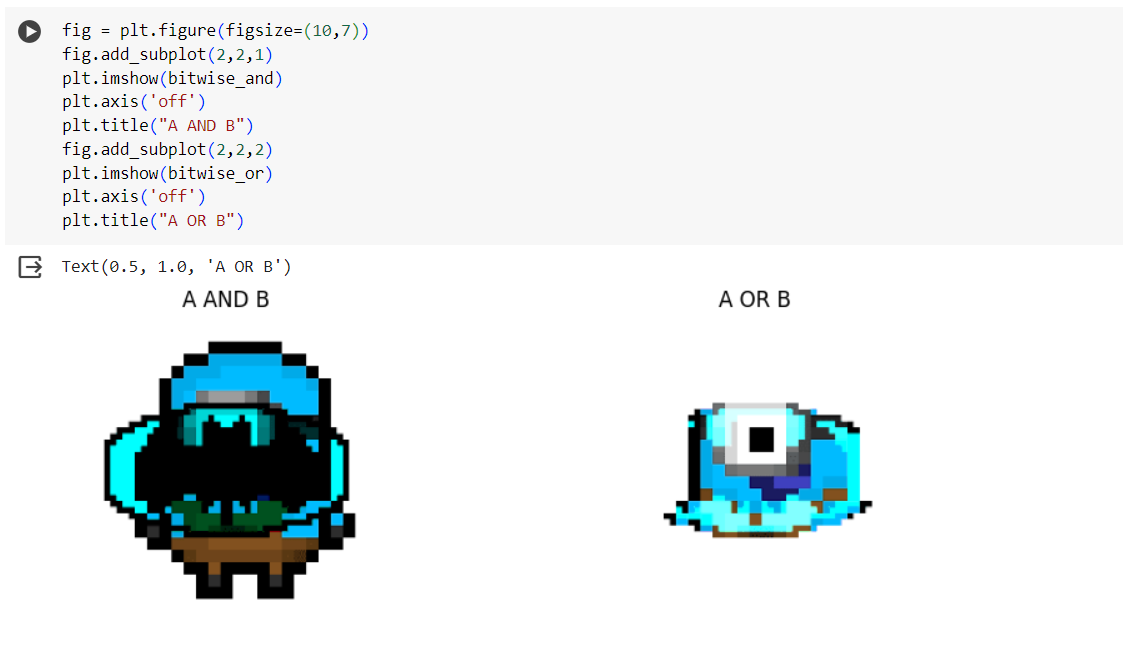 fig = plt.figure(figsize=(10,7))
fig.add_subplot(2,2,1)
plt.imshow(bitwise_and)
plt.axis('off')
plt.title("A AND B")
fig.add_subplot(2,2,2)
plt.imshow(bitwise_or)
plt.axis('off')
plt.title("A OR B")
Text(0.5, 1.0, 'A OR B')
A AND B
A OR B